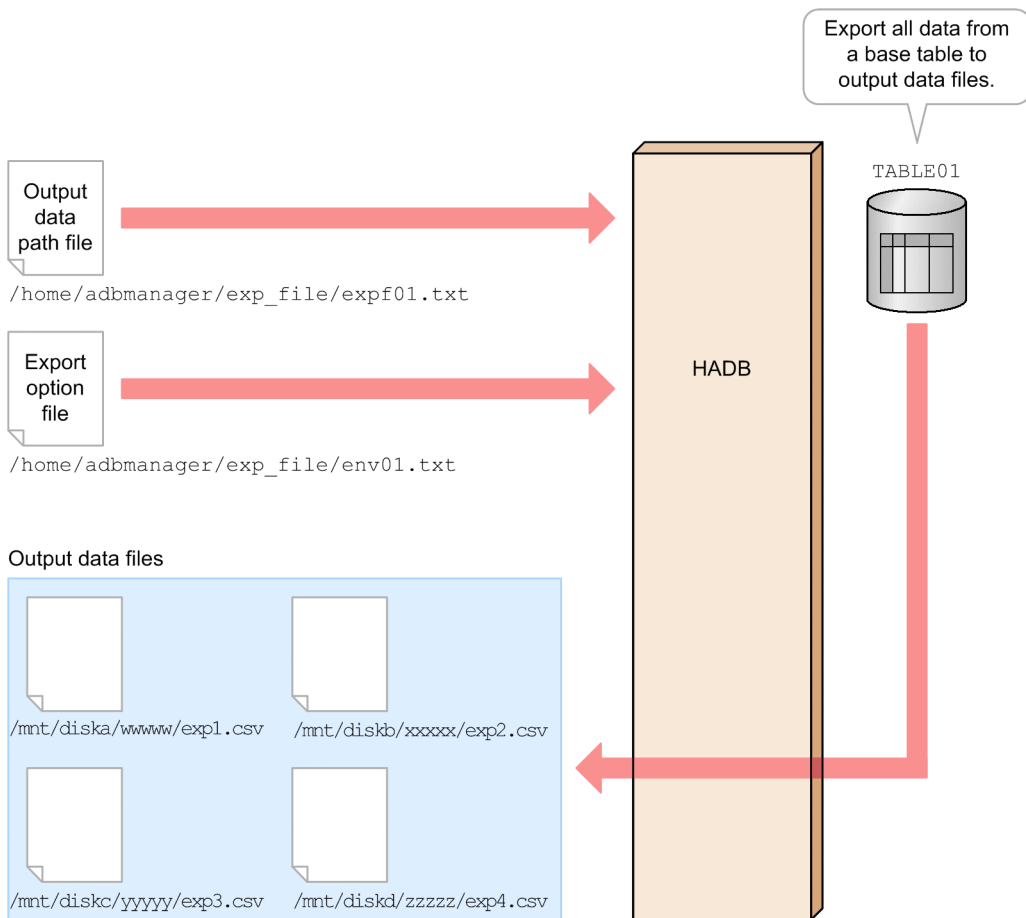 Export all data from
a base table to
output data files.
TABLE01
Output
data
path file
/home/adbmanager/exp_file/expf01.txt
Export
option
file
/home/adbmanager/exp_file/env01.txt
HADB
Output data files
/mnt/diska/wwwww/exp1.csv
/mnt/diskb/xxxxx/exp2.csv
/mnt/diskc/yyyyy/exp3.csv
/mnt/diskd/zzzzz/exp4.csv